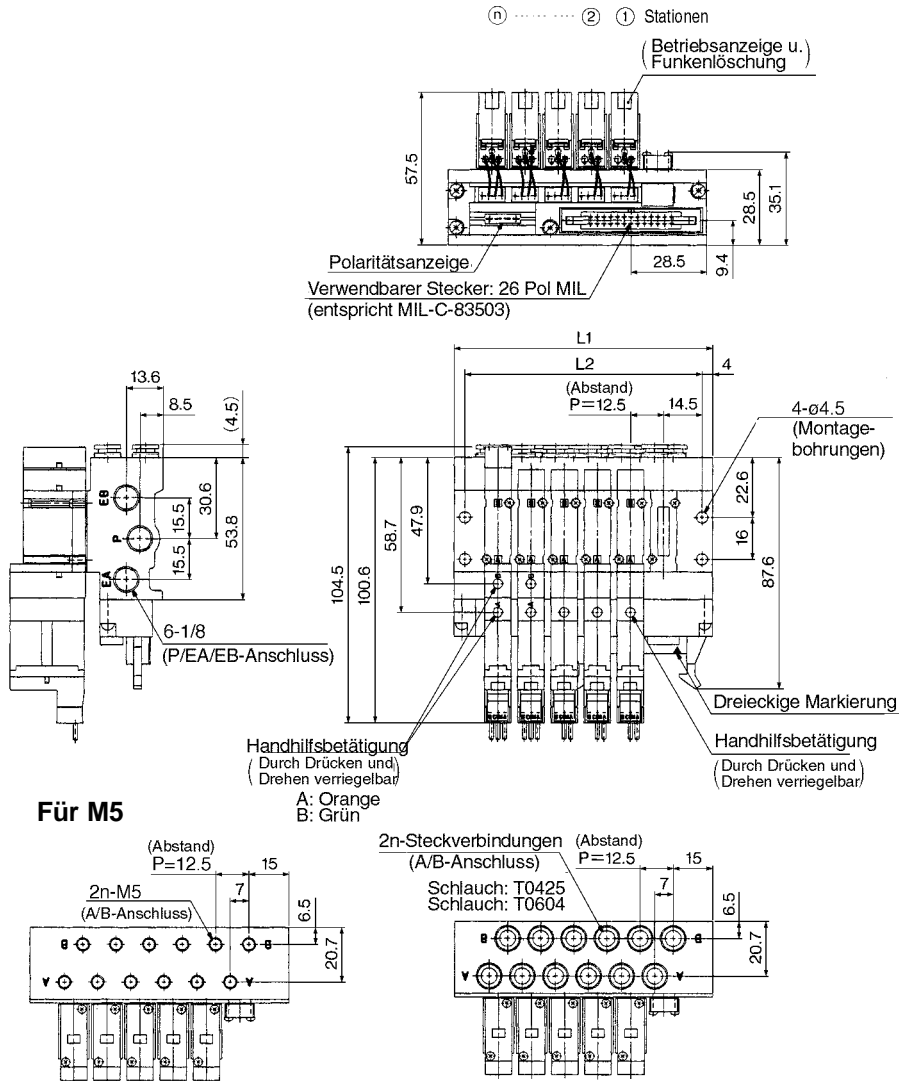 ⓝ ········ ② ① Stationen
(Betriebsanzeige u.
Funkenlöschung)
57.5
35.1
28.5
9.4
28.5
Polaritätsanzeige
Verwendbarer Stecker: 26 Pol MIL
(entspricht MIL-C-83503)
13.6
8.5
(4.5)
EB
P
EA
15.5
15.5
30.6
53.8
6-1/8
(P/EA/EB-Anschluss)
L1
L2
4
(Abstand)
P=12.5
14.5
4-ø4.5
(Montage-
bohrungen)
104.5
100.6
58.7
47.9
22.6
16
87.6
Dreieckige Markierung
Handhilfsbetätigung
(Durch Drücken und
Drehen verriegelbar)
A: Orange
B: Grün
Handhilfsbetätigung
(Durch Drücken und
Drehen verriegelbar)
Für M5
(Abstand)
P=12.5
15
7
2n-M5
(A/B-Anschluss)
6.5
20.7
B
B
A
A
2n-Steckverbindungen
(A/B-Anschluss)
Schlauch: T0425
Schlauch: T0604
(Abstand)
P=12.5
15
7
6.5
20.7
B
B
A
A